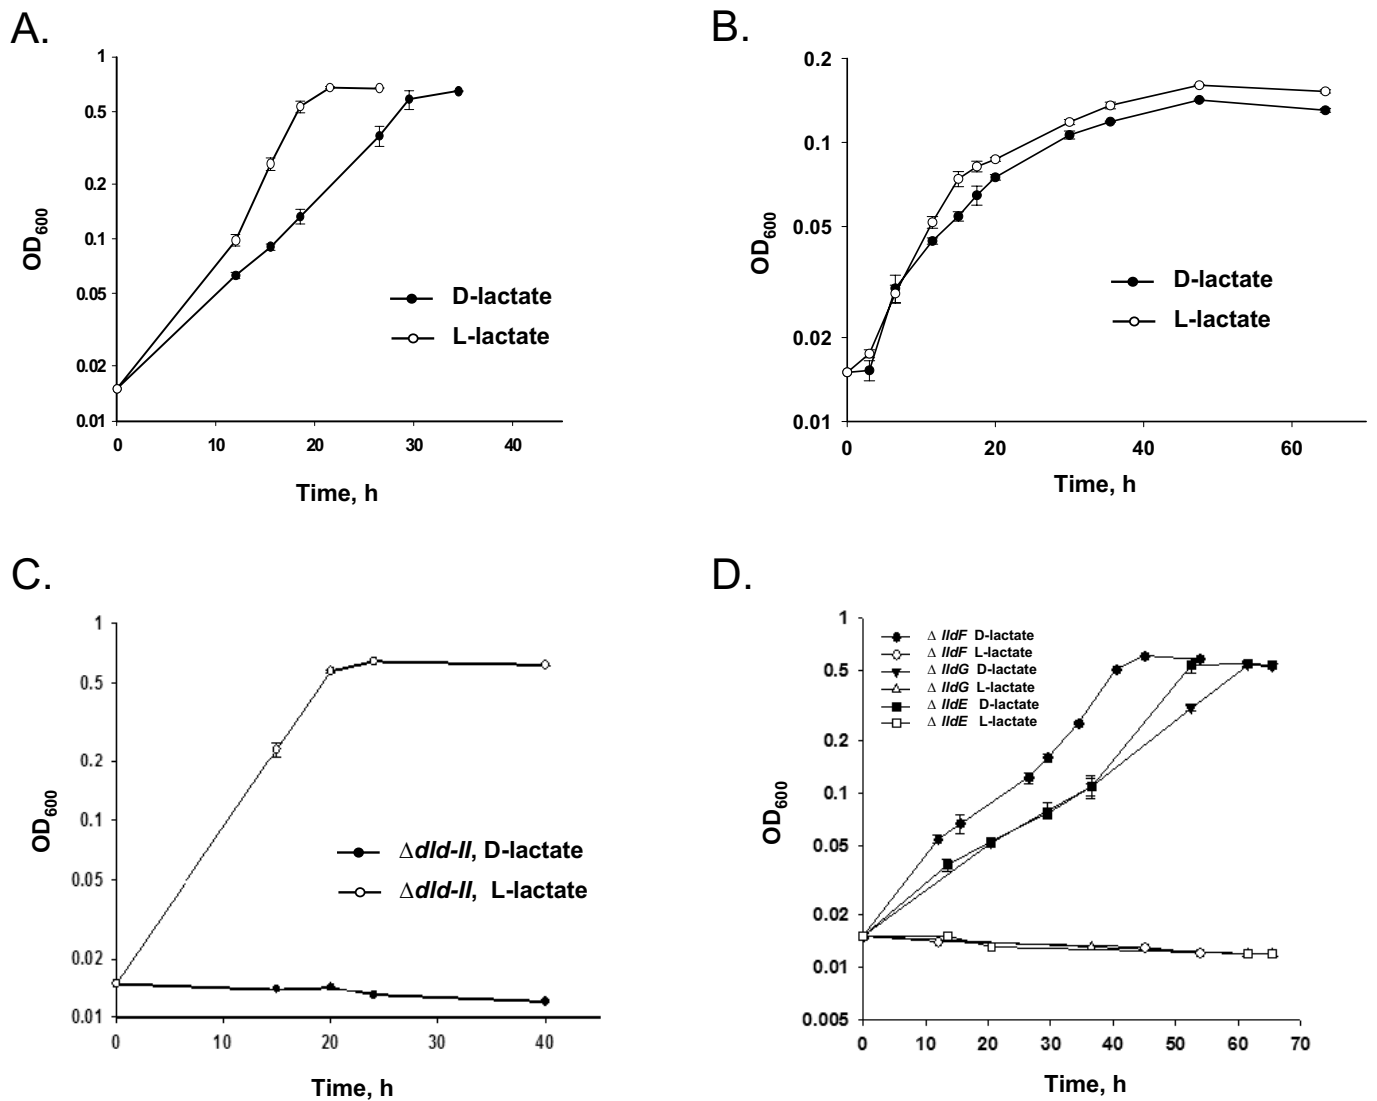 A.
1
0.5
0.2
0.1
0.05
0.02
0.01
OD600
D-lactate
L-lactate
0 10 20 30 40
Time, h
B.
0.2
0.1
0.05
0.02
0.01
OD600
D-lactate
L-lactate
0 20 40 60
Time, h
C.
1
0.5
0.2
0.1
0.05
0.02
0.01
OD600
Δdld-II, D-lactate
Δdld-II, L-lactate
0 10 20 30 40
Time, h
D.
1
0.5
0.2
0.1
0.05
0.02
0.01
0.005
OD600
Δ lldF D-lactate
Δ lldF L-lactate
Δ lldG D-lactate
Δ lldG L-lactate
Δ lldE D-lactate
Δ lldE L-lactate
0 10 20 30 40 50 60 70
Time, h